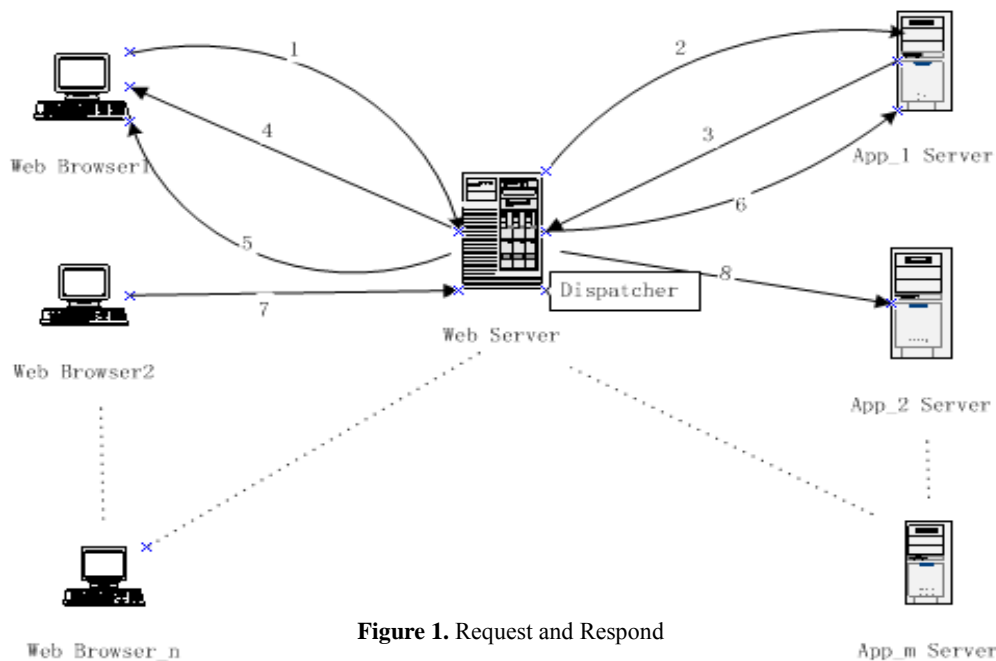 1
2
3
4
5
6
7
8
Web Browser1
App_1 Server
Dispatcher
Web Server
Web Browser2
App_2 Server
Web Browser_n
App_m Server
Figure 1. Request and Respond